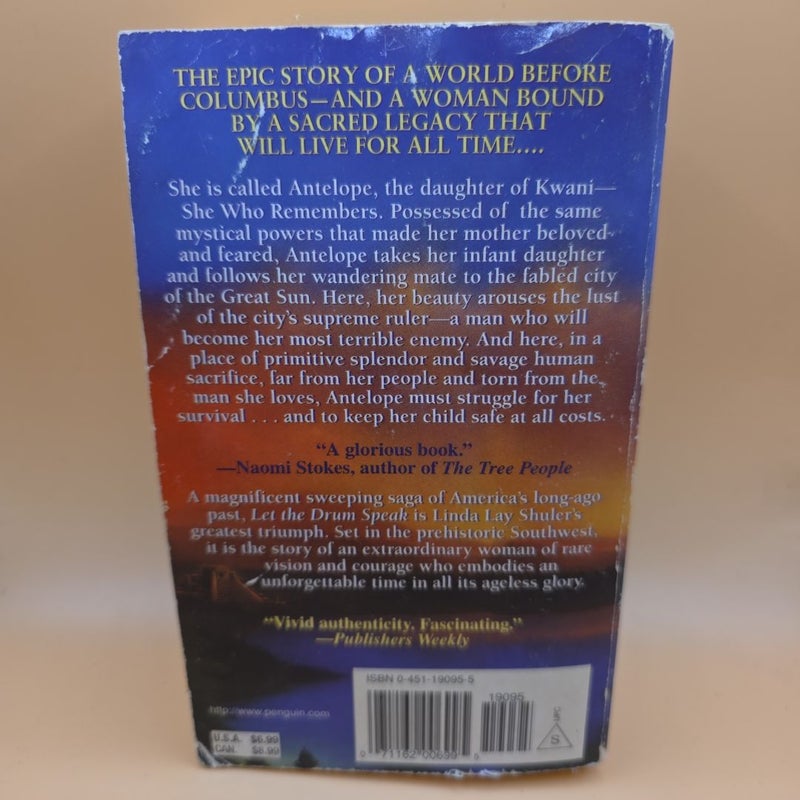 THE EPIC STORY OF A WORLD BEFORE
COLUMBUS—AND A WOMAN BOUND
BY A SACRED LEGACY THAT
WILL LIVE FOR ALL TIME....
She is called Antelope, the daughter of Kwani—
She Who Remembers. Possessed of the same
mystical powers that made her mother beloved
and feared, Antelope takes her infant daughter
and follows her wandering mate to the fabled city
of the Great Sun. Here, her beauty arouses the lust
of the city's supreme ruler—a man who will
become her most terrible enemy. And here, in a
place of primitive splendor and savage human
sacrifice, far from her people and torn from the
man she loves, Antelope must struggle for her
survival . . . and to keep her child safe at all costs.
"A glorious book."
—Naomi Stokes, author of The Tree People
A magnificent sweeping saga of America's long-ago
past, Let the Drum Speak is Linda Lay Shuler's
greatest triumph. Set in the prehistoric Southwest,
it is the story of an extraordinary woman of rare
vision and courage who embodies an
unforgettable time in all its ageless glory.
"Vivid authenticity. Fascinating."
—Publishers Weekly
ISBN 0-451-19095-5
19095
http://www.penguin.com
U.S.A. $6.99
CAN. $8.99
0 71162 00699 5
UPC
S